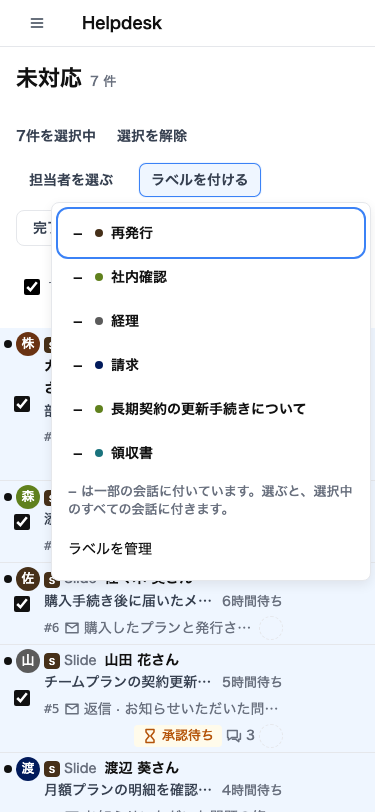 Helpdesk
未対応 7 件
7件を選択中 選択を解除
担当者を選ぶ ラベルを付ける
– 再発行
– 社内確認
– 経理
– 請求
– 長期契約の更新手続きについて
– 領収書
– は一部の会話に付いています。選ぶと、選択中
のすべての会話に付きます。
ラベルを管理
株
森
佐 s Slide
購入手続き後に届いたメ… 6時間待ち
#6 購入したプランと発行さ…
山 s Slide 山田 花さん
チームプランの契約更新… 5時間待ち
#5 返信 · お知らせいただいた問…
承認待ち 3
渡 s Slide 渡辺 葵さん
月額プランの明細を確認… 4時間待ち